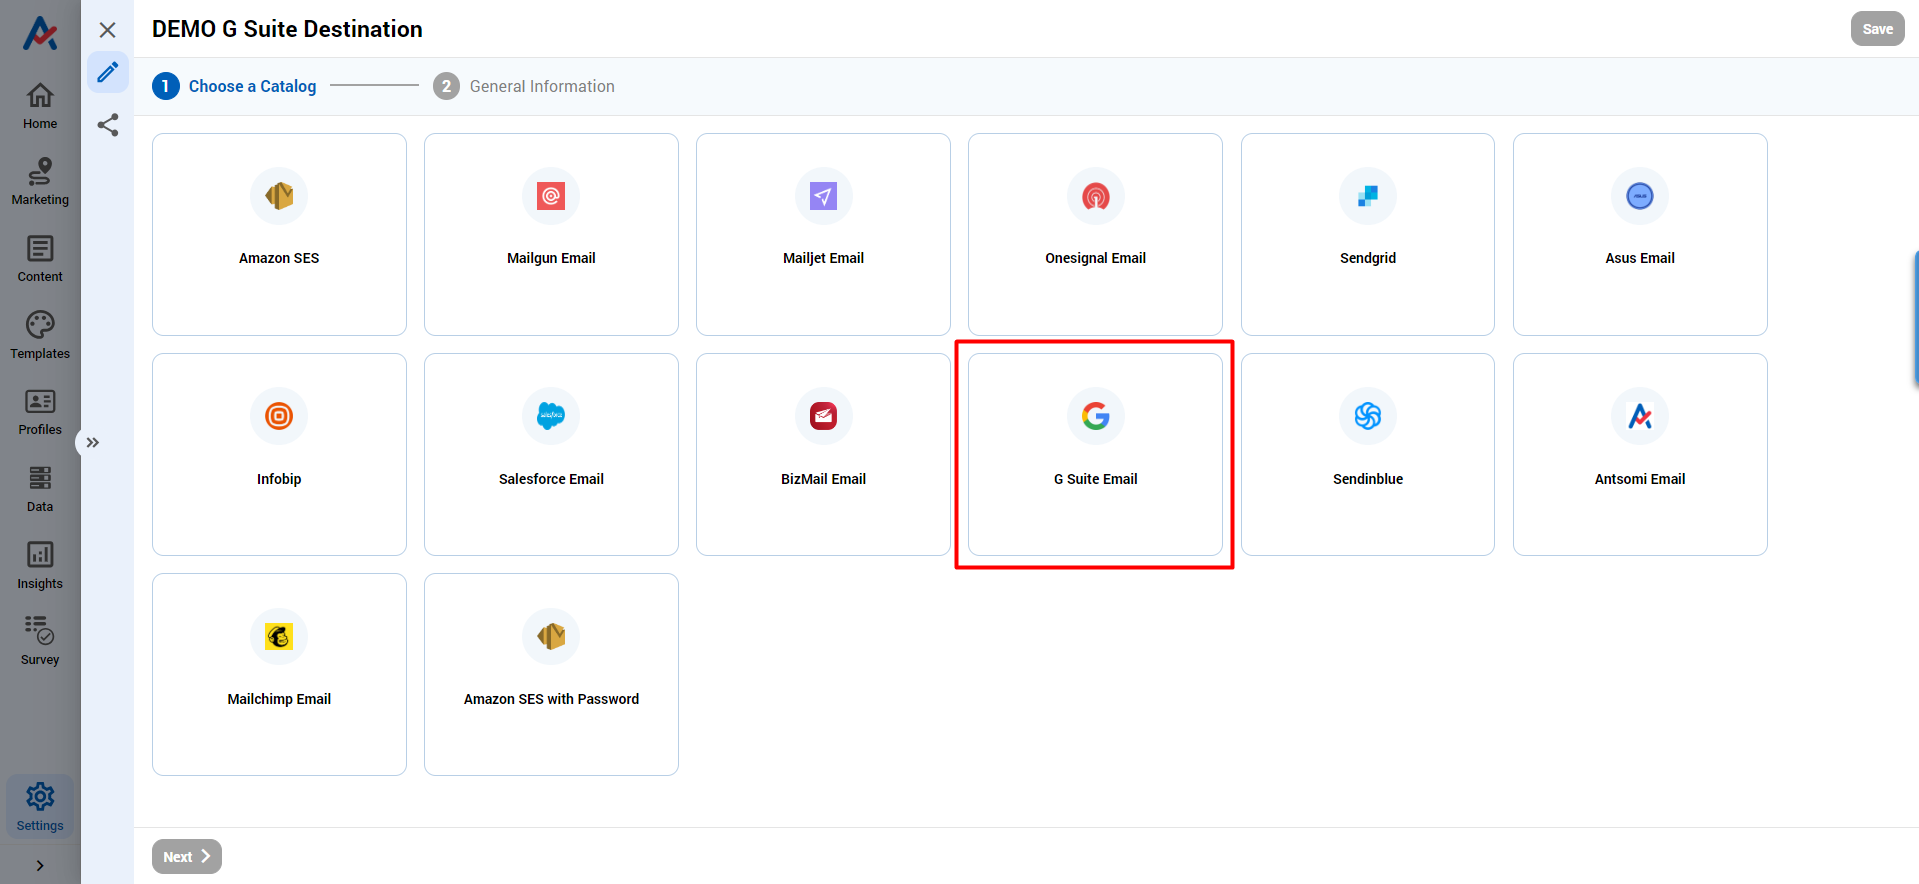 DEMO G Suite Destination
Save
1 Choose a Catalog
2 General Information
Home
Marketing
Content
Templates
Profiles
Data
Insights
Survey
Settings
Amazon SES
Mailgun Email
Mailjet Email
Onesignal Email
Sendgrid
Asus Email
Infobip
Salesforce Email
BizMail Email
G Suite Email
Sendinblue
Antsomi Email
Mailchimp Email
Amazon SES with Password
Next